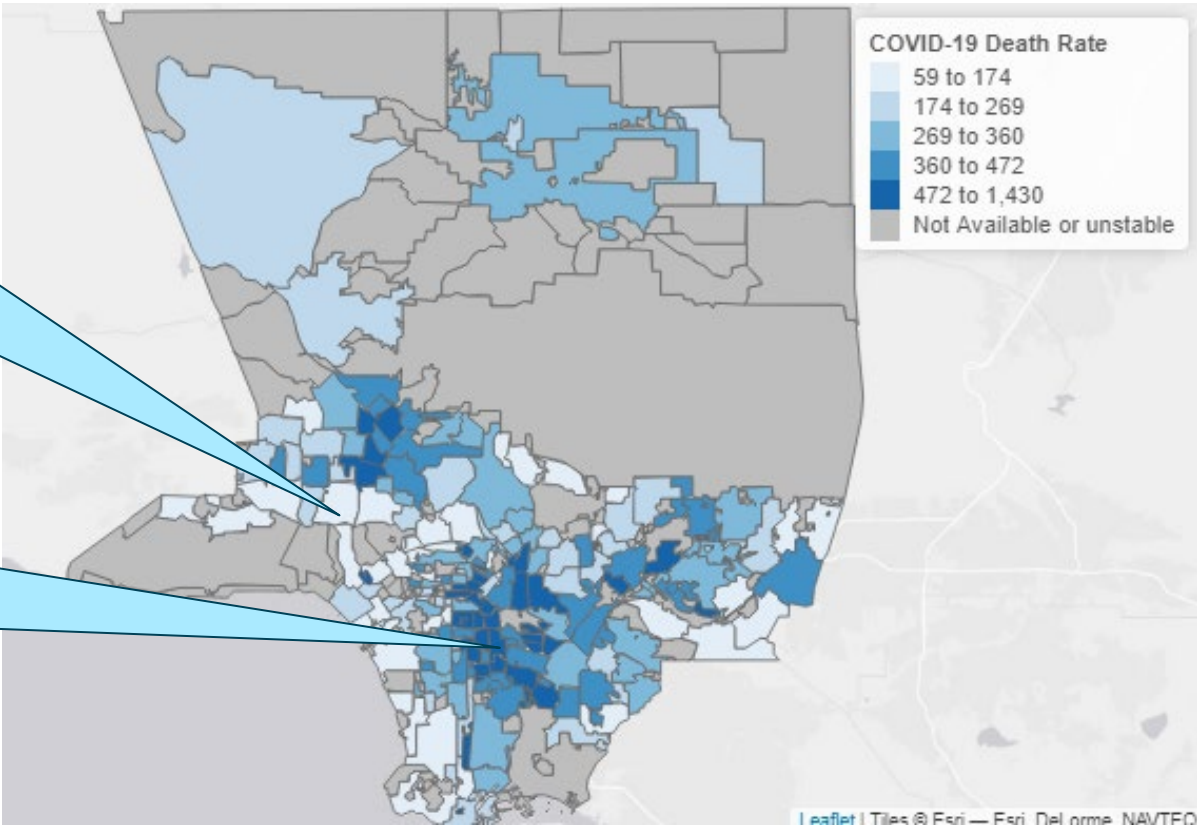 COVID-19 Death Rate
59 to 174
174 to 269
269 to 360
360 to 472
472 to 1,430
Not Available or unstable
Leaflet | Tiles © Esri — Esri, DeLorme, NAVTEQ